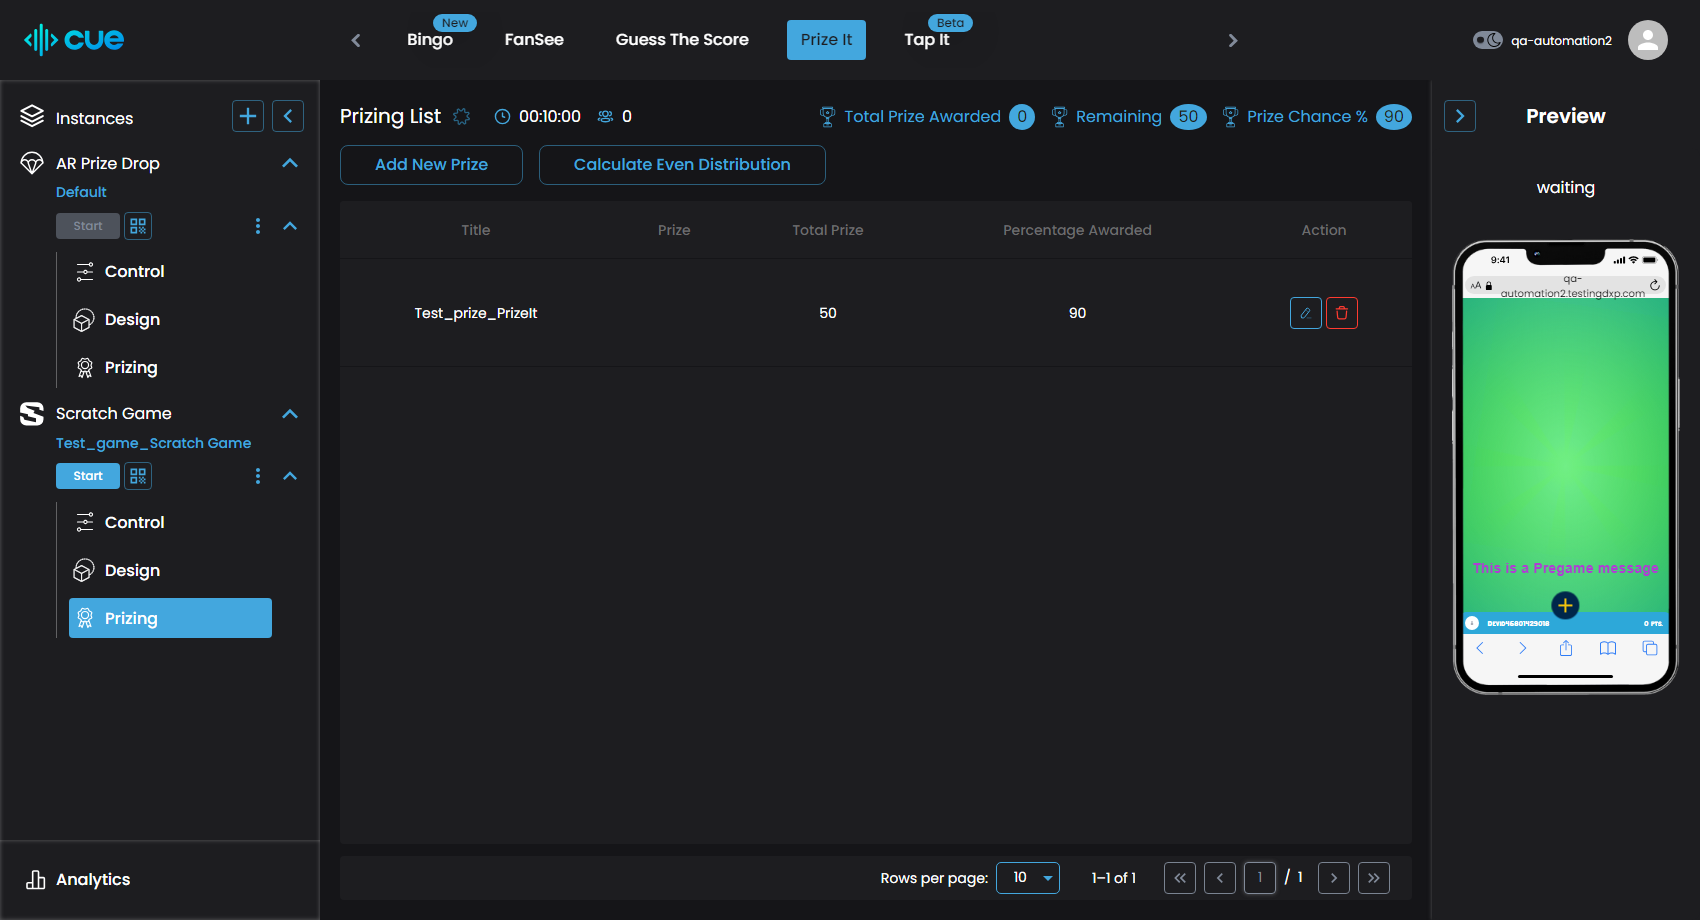 cue
Bingo
New
FanSee
Guess The Score
Prize It
Tap It
Beta
qa-automation2
Instances
AR Prize Drop
Default
Start
Control
Design
Prizing
Scratch Game
Test_game_Scratch Game
Start
Control
Design
Prizing
Analytics
Prizing List
00:10:00
0
Total Prize Awarded 0
Remaining 50
Prize Chance % 90
Add New Prize
Calculate Even Distribution
Title Prize Total Prize Percentage Awarded Action
Test_prize_PrizeIt 50 90
Rows per page: 10 1–1 of 1 1 / 1
Preview
waiting
9:41
AA
qa-
automation2.testingdxp.com
This is a Pregame message
0 PTS.